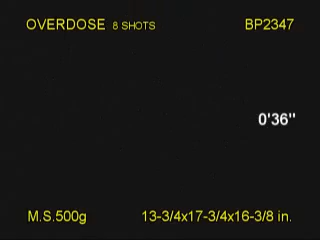 OVERDOSE 8 SHOTS BP2347
0'36"
M.S.500g 13-3/4x17-3/4x16-3/8 in.